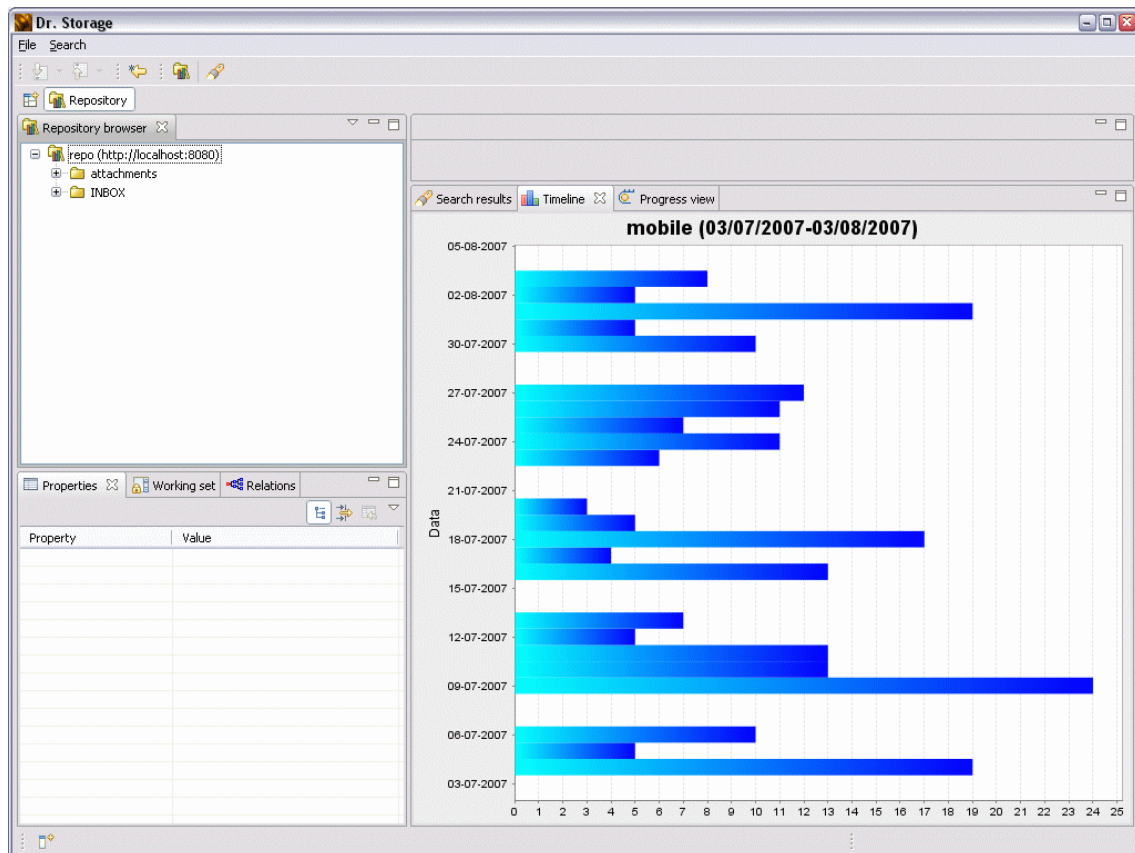 Dr. Storage
File Search
Repository
Repository browser
repo (http://localhost:8080)
attachments
INBOX
Properties Working set Relations
Property Value
Search results Timeline Progress view
mobile (03/07/2007-03/08/2007)
05-08-2007
02-08-2007
30-07-2007
27-07-2007
24-07-2007
21-07-2007
18-07-2007
15-07-2007
12-07-2007
09-07-2007
06-07-2007
03-07-2007
Data
0 1 2 3 4 5 6 7 8 9 10 11 12 13 14 15 16 17 18 19 20 21 22 23 24 25